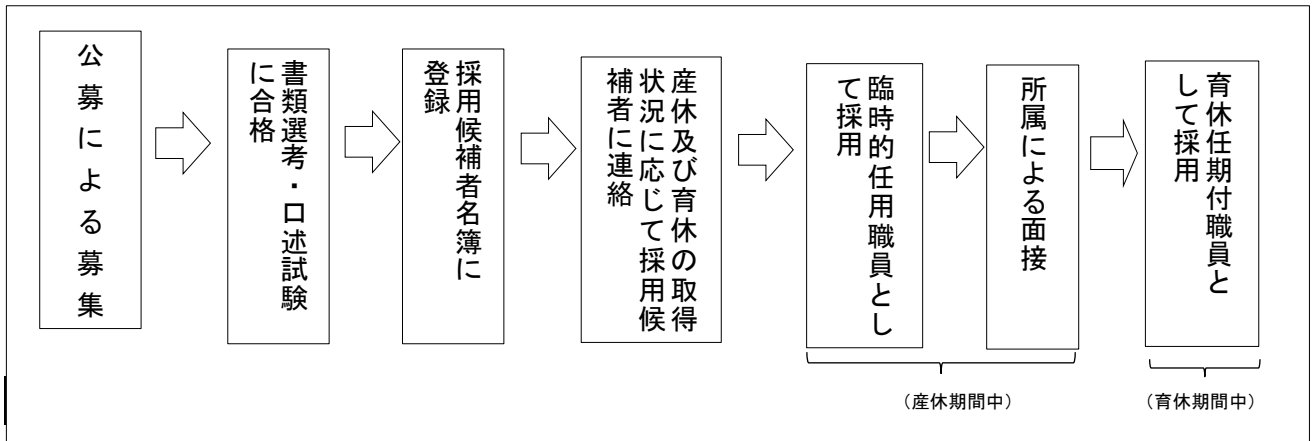 公募による募集
書類選考・口述試験
に合格
採用候補者名簿に
登録
産休及び育休の取得
状況に応じて採用候
補者に連絡
臨時的任用職員とし
て採用
所属による面接
育休任期付職員と
して採用
（産休期間中）
（育休期間中）